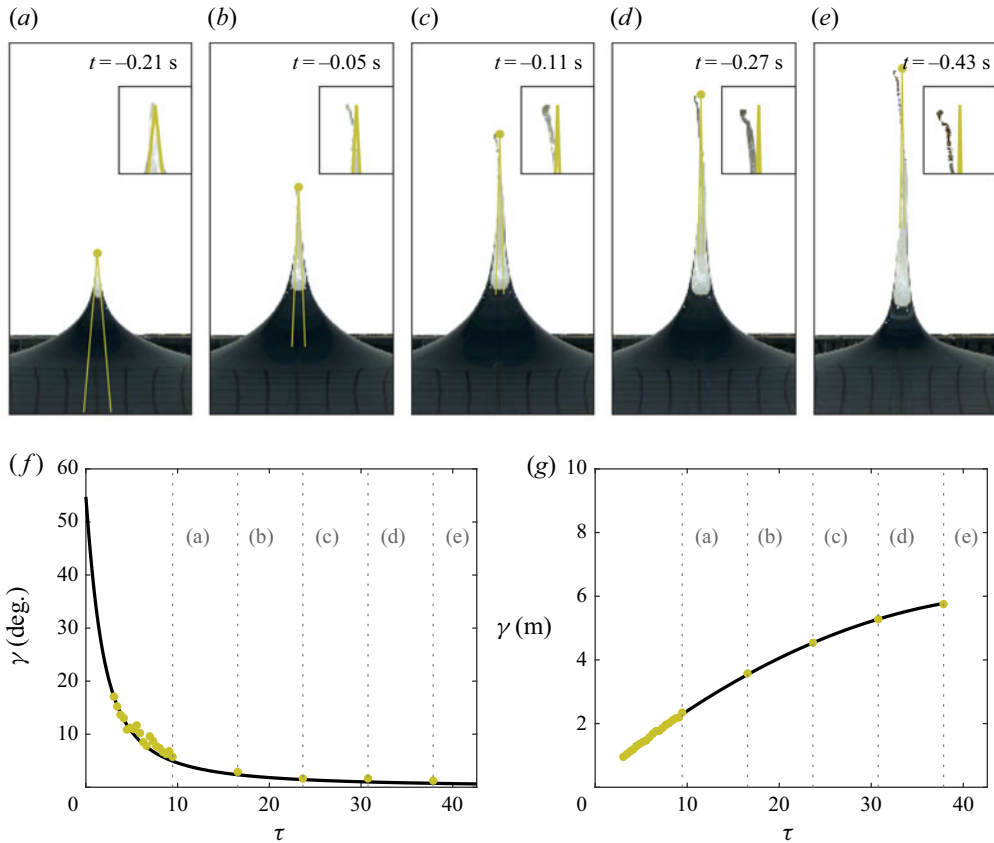 (a) (b) (c) (d) (e)
t = –0.21 s t = –0.05 s t = –0.11 s t = –0.27 s t = –0.43 s
(f) 60 (g) 10
50 (a) (b) (c) (d) (e) 8 (a) (b) (c) (d) (e)
40
γ (deg.) 30 γ (m) 6
20 4
10 2
0 10 20 30 40 0 10 20 30 40
τ τ